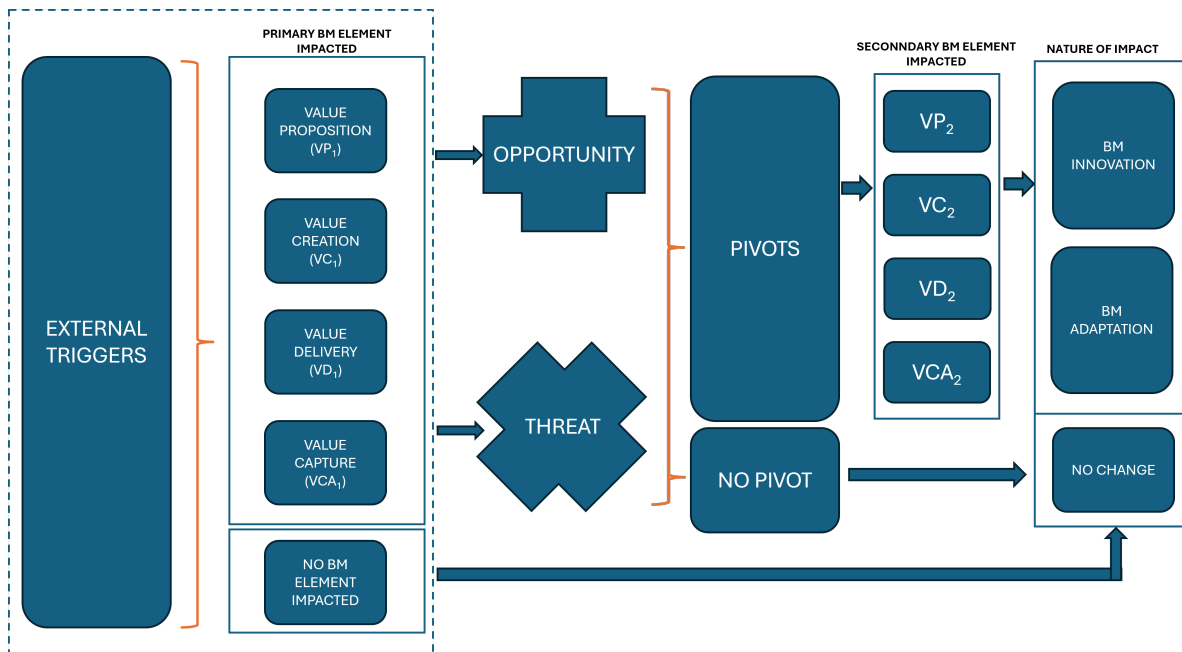 EXTERNAL
TRIGGERS
PRIMARY BM ELEMENT
IMPACTED
VALUE
PROPOSITION
(VP₁)
VALUE
CREATION
(VC₁)
VALUE
DELIVERY
(VD₁)
VALUE
CAPTURE
(VCA₁)
NO BM
ELEMENT
IMPACTED
OPPORTUNITY
THREAT
PIVOTS
NO PIVOT
SECONNDARY BM ELEMENT
IMPACTED
VP₂
VC₂
VD₂
VCA₂
NATURE OF IMPACT
BM
INNOVATION
BM
ADAPTATION
NO CHANGE